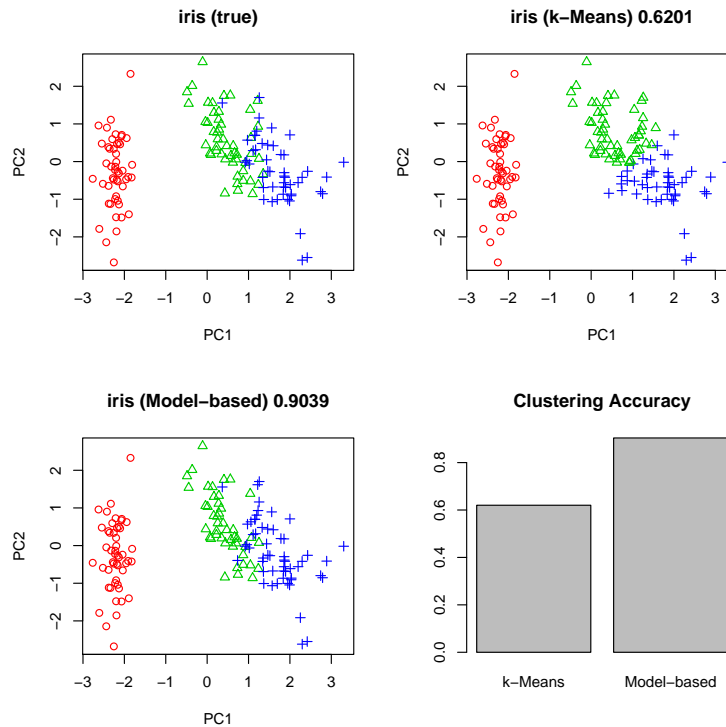 iris (true)
PC2
2
1
0
−1
−2
−3 −2 −1 0 1 2 3
PC1
iris (k−Means) 0.6201
PC2
2
1
0
−1
−2
−3 −2 −1 0 1 2 3
PC1
iris (Model−based) 0.9039
PC2
2
1
0
−1
−2
−3 −2 −1 0 1 2 3
PC1
Clustering Accuracy
0.8
0.6
0.4
0.2
0.0
k−Means Model−based